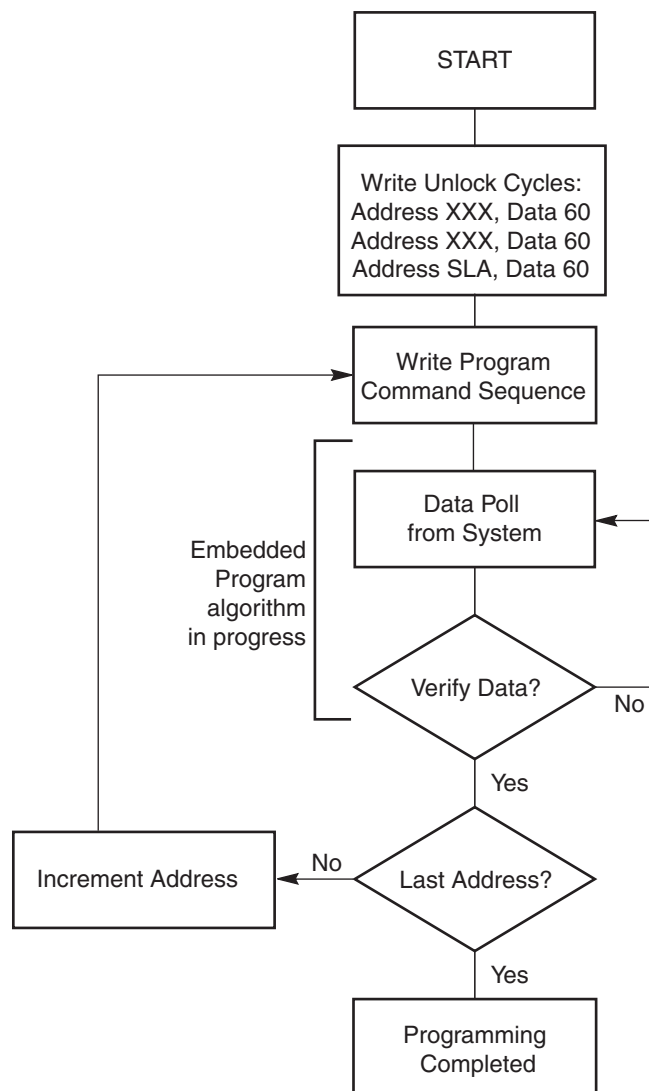 START
Write Unlock Cycles:
Address XXX, Data 60
Address XXX, Data 60
Address SLA, Data 60
Write Program
Command Sequence
Data Poll
from System
Embedded
Program
algorithm
in progress
Verify Data?
No
Yes
Increment Address
No
Last Address?
Yes
Programming
Completed